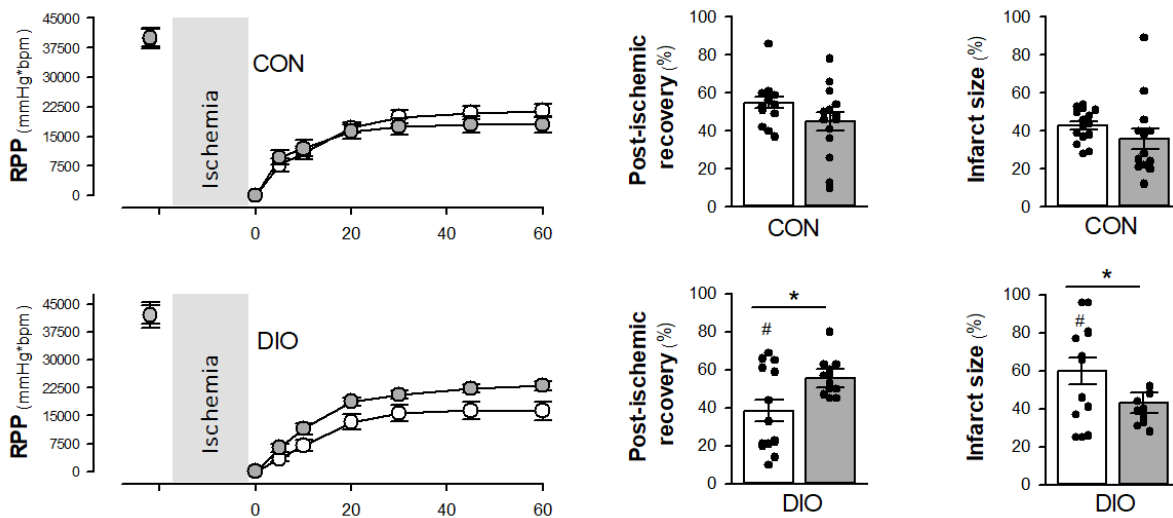 RPP (mmHg*bpm)
45000
37500
30000
22500
15000
7500
0
Ischemia
CON
0 20 40 60
Post-ischemic
recovery (%)
100
80
60
40
20
0
CON
Infarct size (%)
100
80
60
40
20
0
CON
RPP (mmHg*bpm)
45000
37500
30000
22500
15000
7500
0
Ischemia
DIO
0 20 40 60
Post-ischemic
recovery (%)
100
80
60
40
20
0
*
#
DIO
Infarct size (%)
100
80
60
40
20
0
*
#
DIO